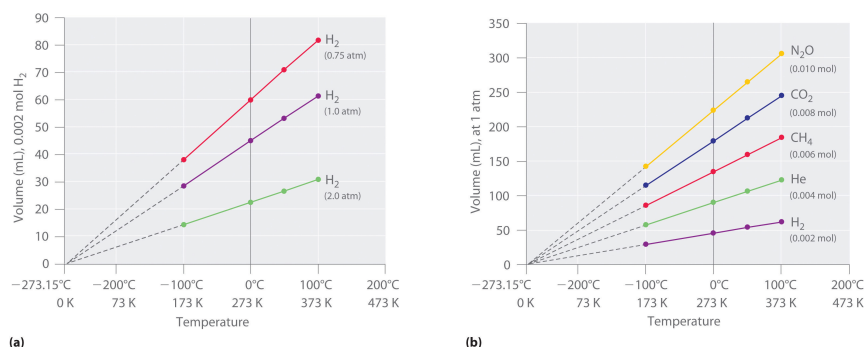 90
80
70
60
50
40
30
20
10
0
Volume (mL), 0.002 mol H₂
H₂
(0.75 atm)
H₂
(1.0 atm)
H₂
(2.0 atm)
−273.15°C −200°C −100°C 0°C 100°C 200°C
0 K 73 K 173 K 273 K 373 K 473 K
Temperature
(a)
350
300
250
200
150
100
50
0
Volume (mL), at 1 atm
N₂O
(0.010 mol)
CO₂
(0.008 mol)
CH₄
(0.006 mol)
He
(0.004 mol)
H₂
(0.002 mol)
−273.15°C −200°C −100°C 0°C 100°C 200°C
0 K 73 K 173 K 273 K 373 K 473 K
Temperature
(b)